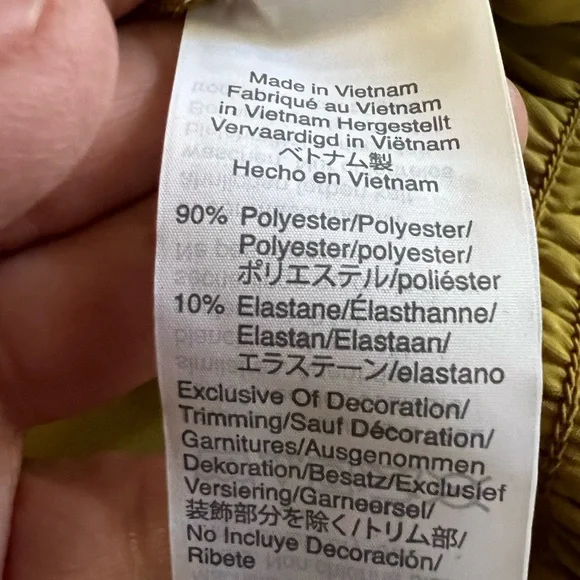 Made in Vietnam
Fabriqué au Vietnam
in Vietnam Hergestellt
Vervaardigd in Viëtnam
ベトナム製
Hecho en Vietnam
90% Polyester/Polyester/
Polyester/polyester/
ポリエステル/poliéster
10% Elastane/Élasthanne/
Elastan/Elastaan/
エラステーン/elastano
Exclusive Of Decoration/
Trimming/Sauf Décoration/
Garnitures/Ausgenommen
Dekoration/Besatz/Exclusief
Versiering/Garneersel/
装飾部分を除く/トリム部/
No Incluye Decoración/
Ribete